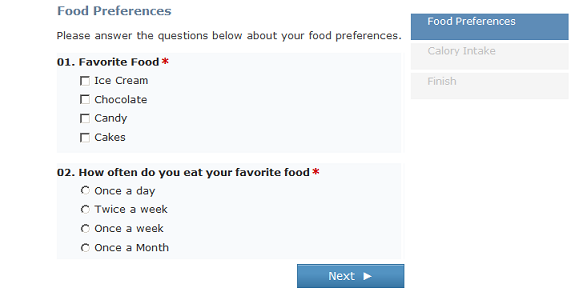 Food Preferences
Please answer the questions below about your food preferences.
01. Favorite Food *
Ice Cream
Chocolate
Candy
Cakes
02. How often do you eat your favorite food *
Once a day
Twice a week
Once a week
Once a Month
Next ►
Food Preferences
Calory Intake
Finish